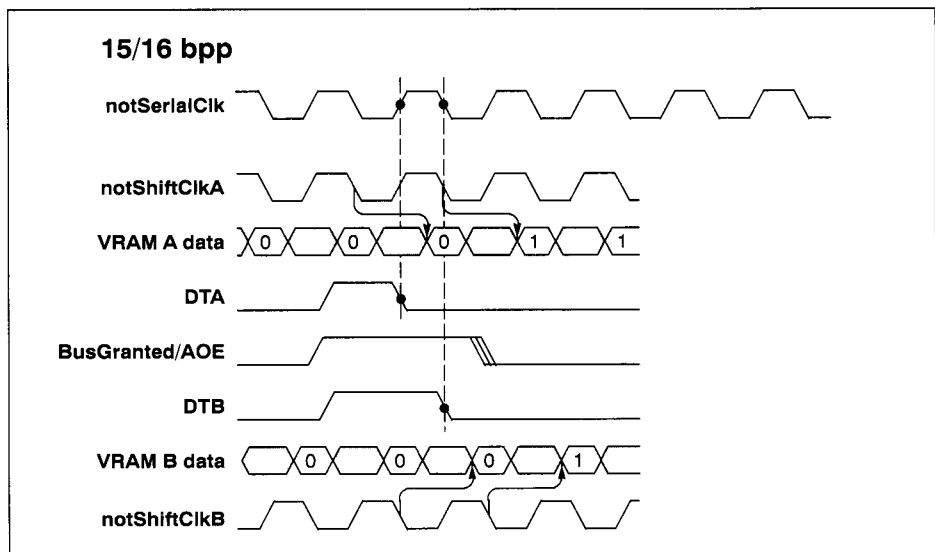 15/16 bpp
notSerialClk
notShiftClkA
VRAM A data 0 0 0 1 1
DTA
BusGranted/AOE
DTB
VRAM B data 0 0 0 1
notShiftClkB